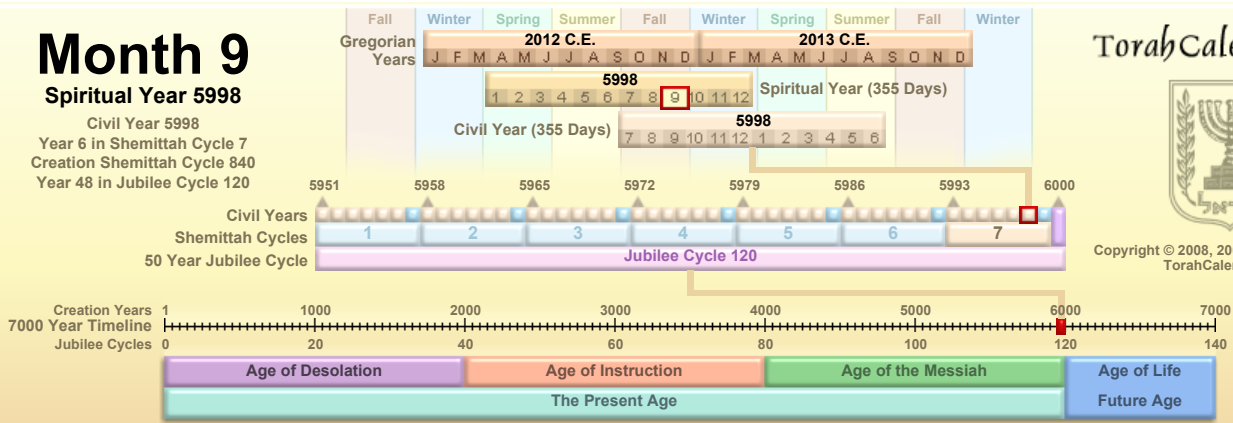 Month 9
Spiritual Year 5998
Civil Year 5998
Year 6 in Shemittah Cycle 7
Creation Shemittah Cycle 840
Year 48 in Jubilee Cycle 120
Fall Winter Spring Summer Fall Winter Spring Summer Fall Winter
Gregorian Years
2012 C.E. 2013 C.E.
J F M A M J J A S O N D J F M A M J J A S O N D
5998
1 2 3 4 5 6 7 8 9 10 11 12
Spiritual Year (355 Days)
Civil Year (355 Days)
5998
7 8 9 10 11 12 1 2 3 4 5 6
5951 5958 5965 5972 5979 5986 5993 6000
Civil Years
Shemittah Cycles 1 2 3 4 5 6 7
50 Year Jubilee Cycle Jubilee Cycle 120
Creation Years 1 1000 2000 3000 4000 5000 6000 7000
7000 Year Timeline
Jubilee Cycles 0 20 40 60 80 100 120 140
Age of Desolation Age of Instruction Age of the Messiah Age of Life
The Present Age Future Age
TorahCale
Copyright © 2008, 20
TorahCale